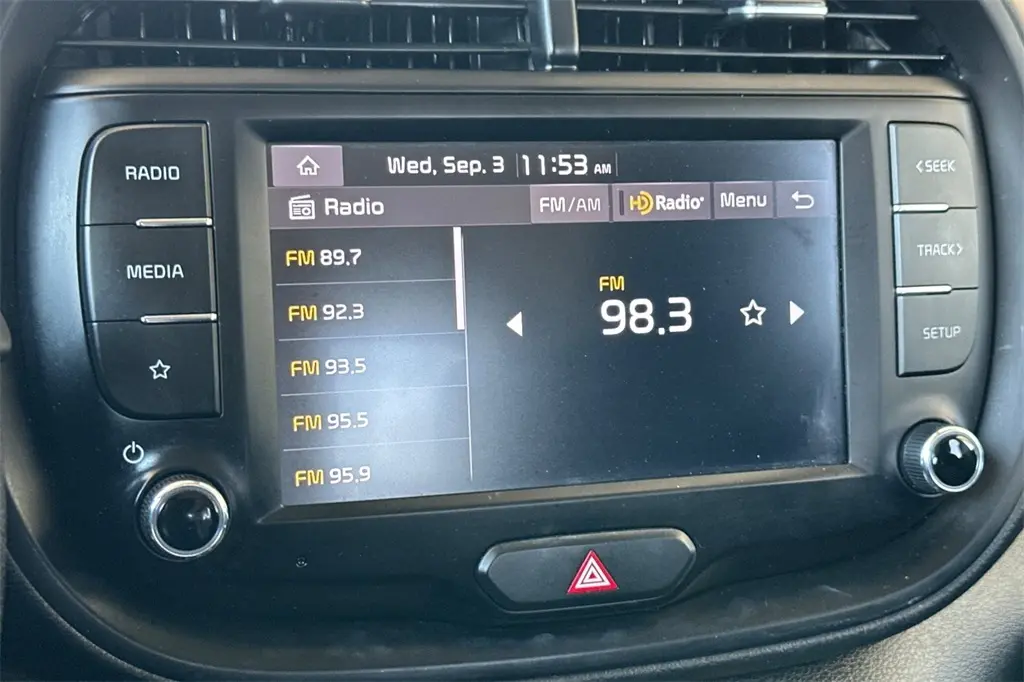 RADIO
MEDIA
Wed, Sep. 3 11:53 AM
Radio FM/AM HD Radio® Menu
FM 89.7
FM 92.3
FM 93.5
FM 95.5
FM 95.9
FM
98.3
< SEEK
TRACK >
SETUP